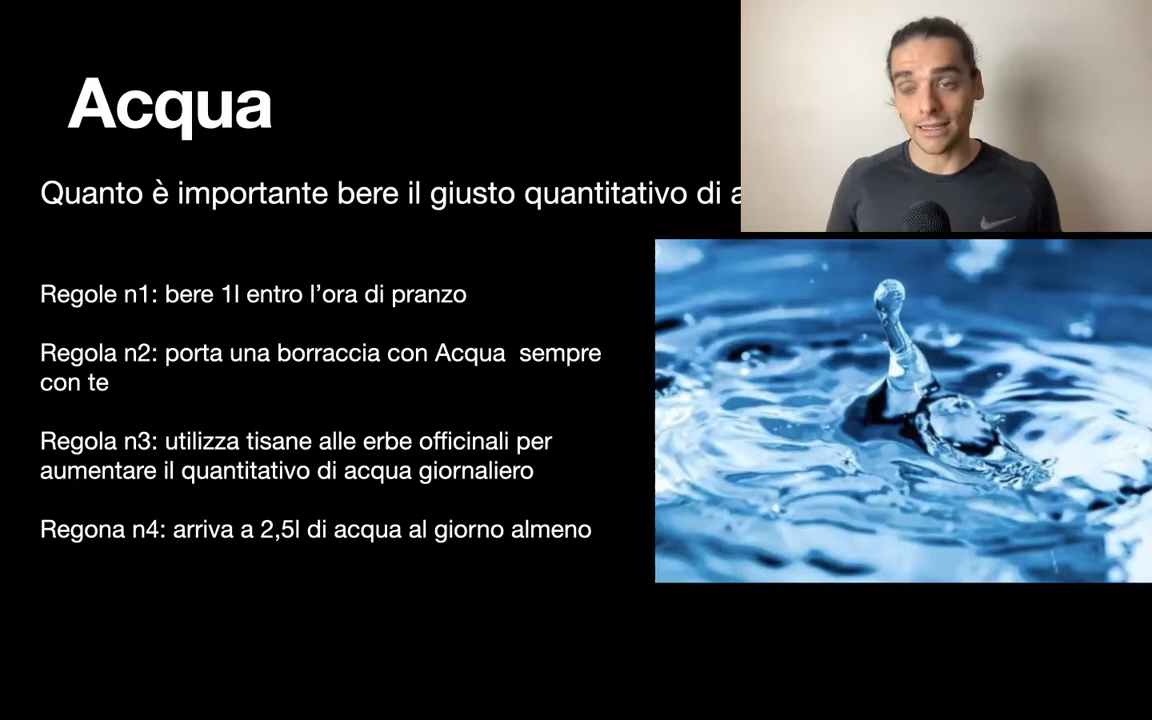 Acqua
Quanto è importante bere il giusto quantitativo di
Regole n1: bere 1l entro l’ora di pranzo
Regola n2: porta una borraccia con Acqua  sempre
con te
Regola n3: utilizza tisane alle erbe officinali per
aumentare il quantitativo di acqua giornaliero
Regona n4: arriva a 2,5l di acqua al giorno almeno